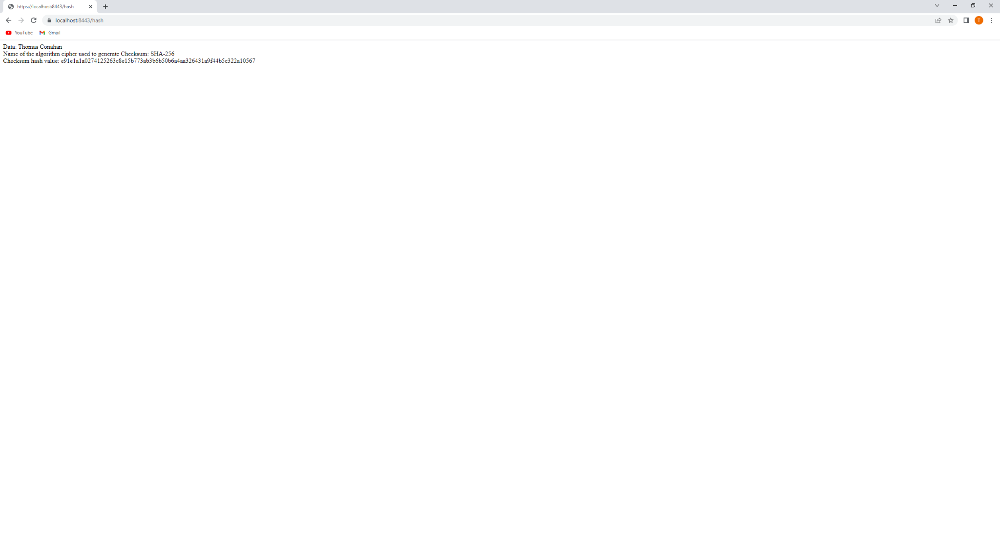 https://localhost:8443/hash
localhost:8443/hash
T
YouTube
Gmail
Data: Thomas Conahan
Name of the algorithm cipher used to generate Checksum: SHA-256
Checksum hash value: e91e1a1a0274125263c8e15b773ab3b6b50b6a4aa326431a9f44b5c322a10567